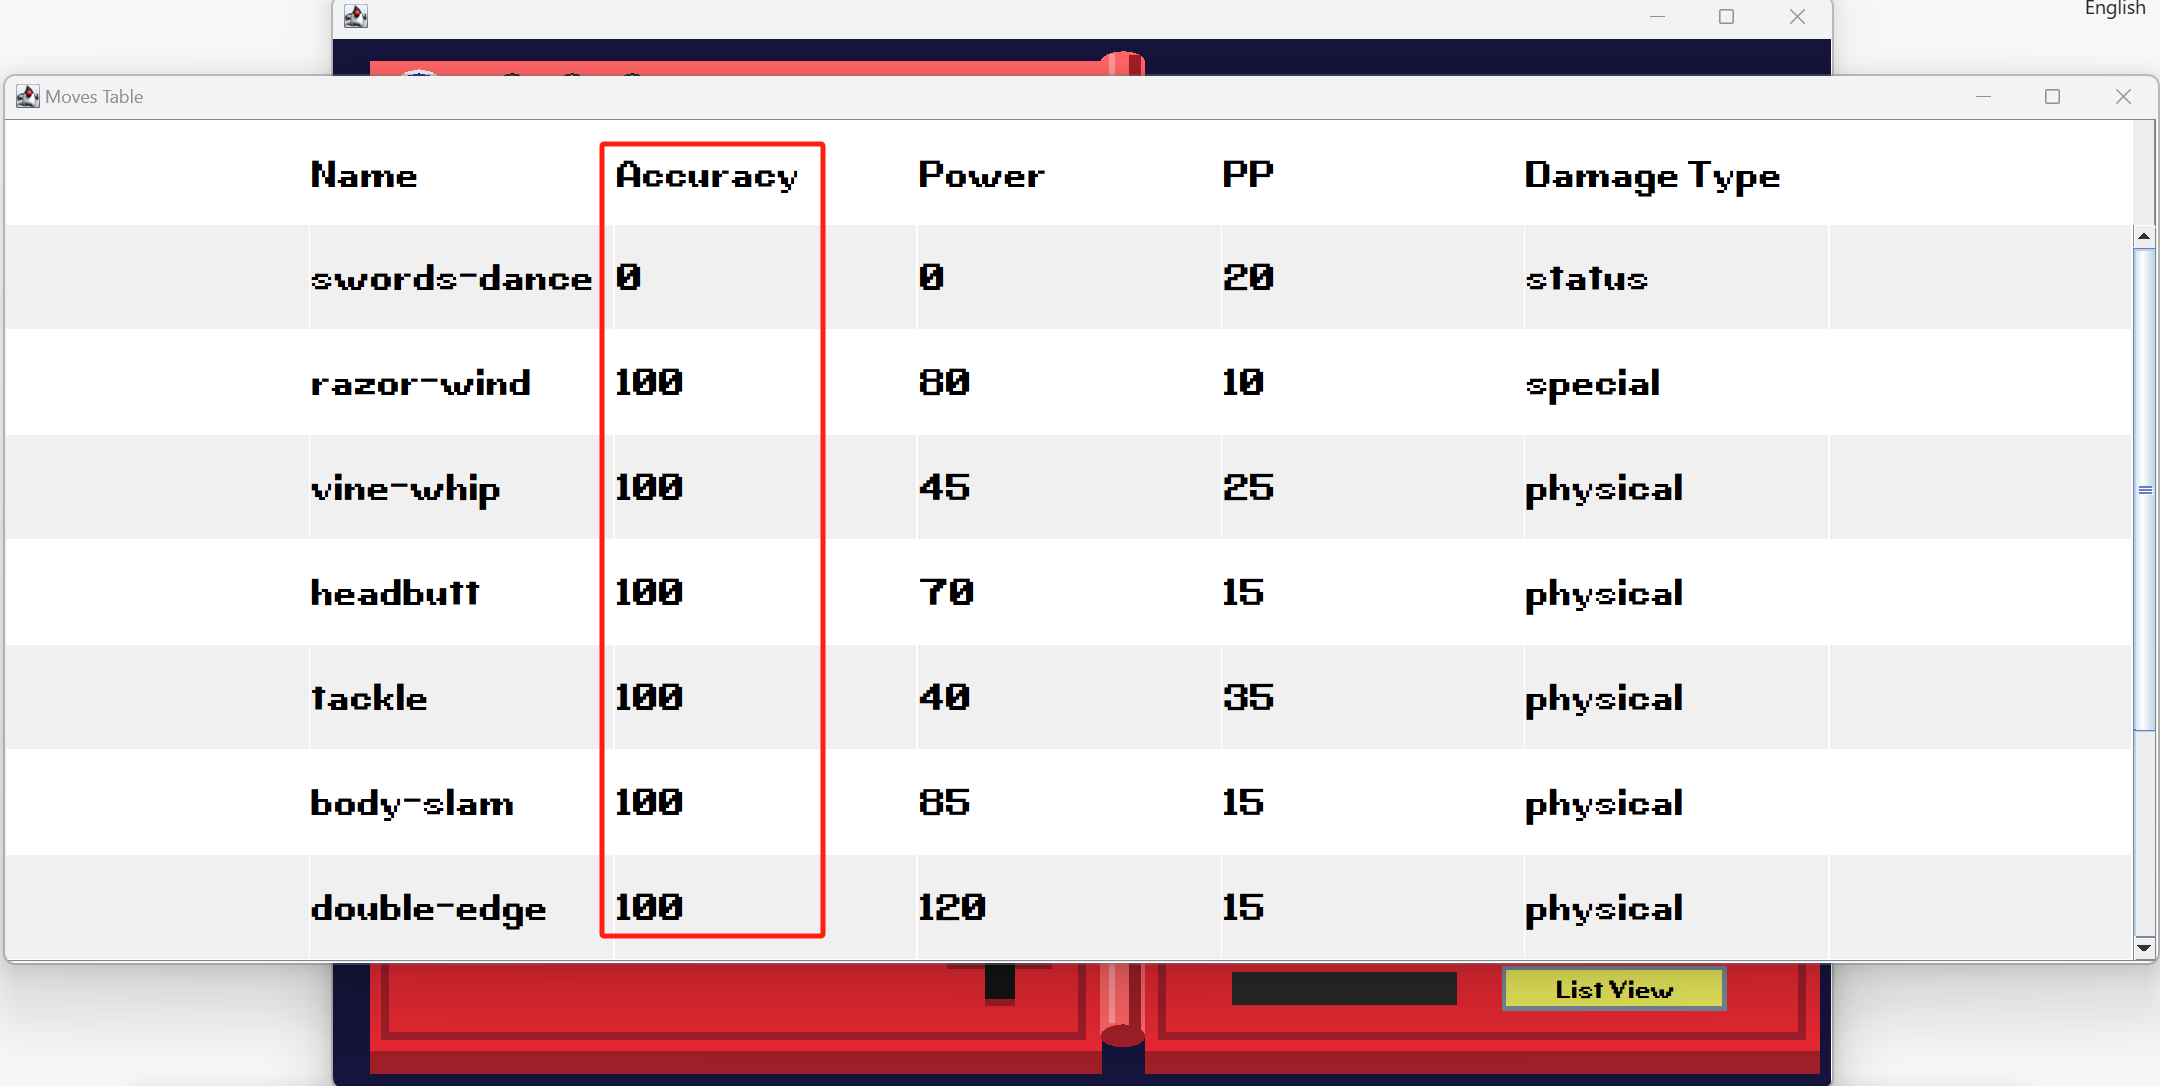 English
Moves Table
Name Accuracy Power PP Damage Type
swords-dance 0 0 20 status
razor-wind 100 80 10 special
vine-whip 100 45 25 physical
headbutt 100 70 15 physical
tackle 100 40 35 physical
body-slam 100 85 15 physical
double-edge 100 120 15 physical
List View